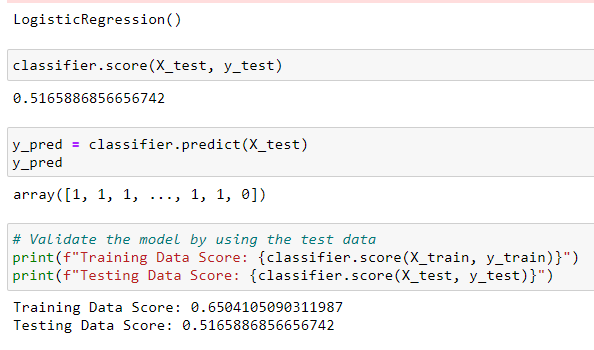 LogisticRegression()
classifier.score(X_test, y_test)
0.5165886856656742
y_pred = classifier.predict(X_test)
y_pred
array([1, 1, 1, ..., 1, 1, 0])
# Validate the model by using the test data
print(f"Training Data Score: {classifier.score(X_train, y_train)}")
print(f"Testing Data Score: {classifier.score(X_test, y_test)}")
Training Data Score: 0.6504105090311987
Testing Data Score: 0.5165886856656742